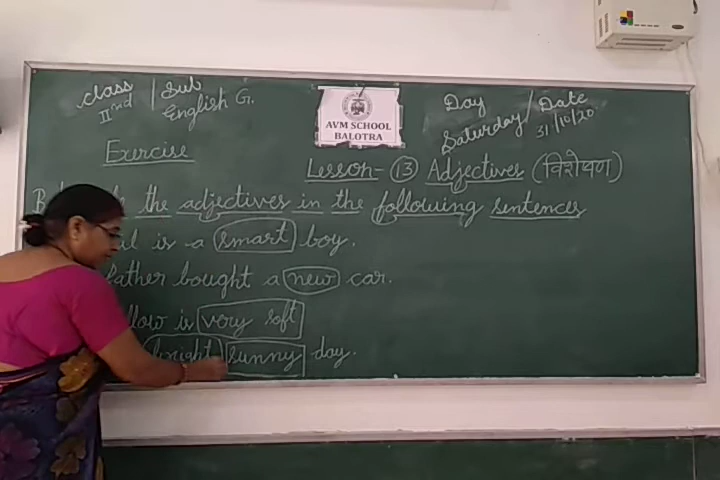 class | Sub
IInd English G.
AVM SCHOOL
BALOTRA
Day / Date
Saturday 31/10/20
Exercise
Lesson- 13 Adjectives (विशेषण)
the adjectives in the following sentences
is a smart boy.
father bought a new car.
is very soft
bright sunny day.